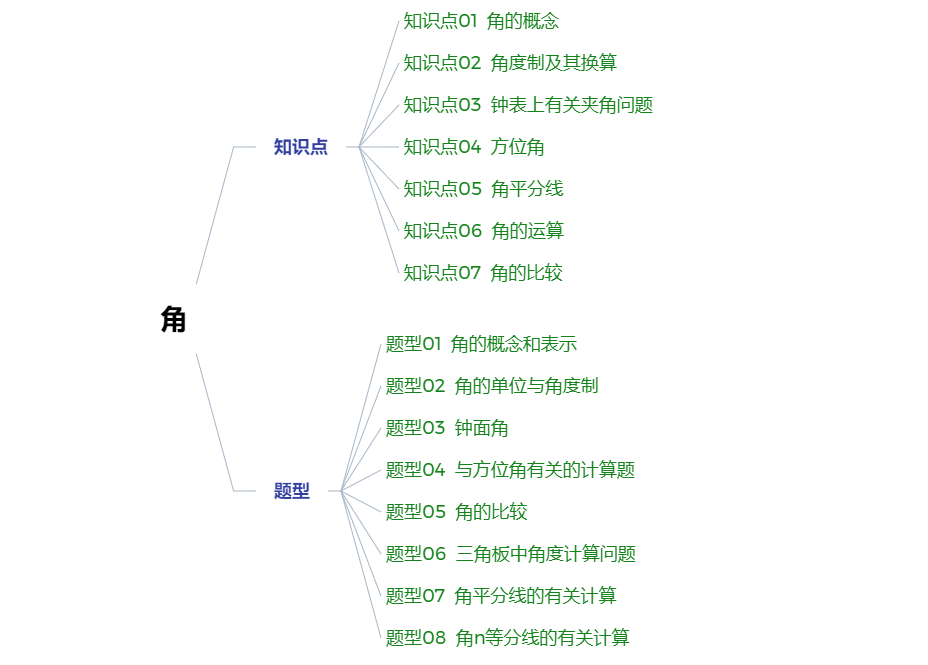 角
知识点
知识点01 角的概念
知识点02 角度制及其换算
知识点03 钟表上有关夹角问题
知识点04 方位角
知识点05 角平分线
知识点06 角的运算
知识点07 角的比较
题型
题型01 角的概念和表示
题型02 角的单位与角度制
题型03 钟面角
题型04 与方位角有关的计算题
题型05 角的比较
题型06 三角板中角度计算问题
题型07 角平分线的有关计算
题型08 角n等分线的有关计算